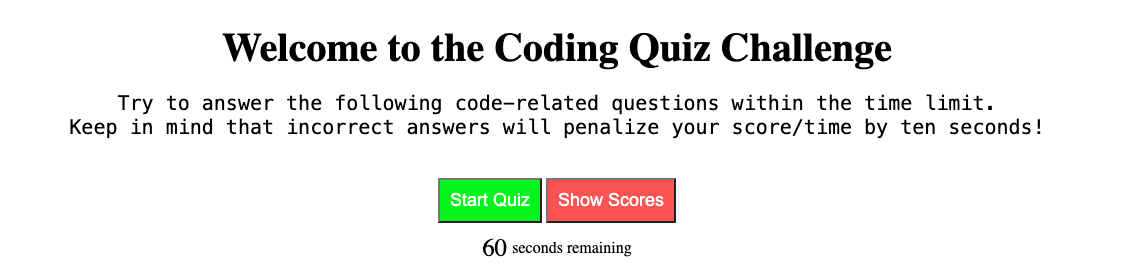 Welcome to the Coding Quiz Challenge
Try to answer the following code-related questions within the time limit.
Keep in mind that incorrect answers will penalize your score/time by ten seconds!
Start Quiz Show Scores
60 seconds remaining